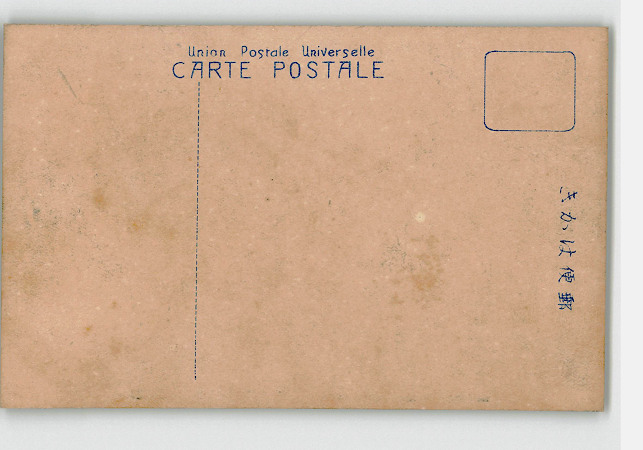 Union Postale Universelle
CARTE POSTALE
郵便はかき